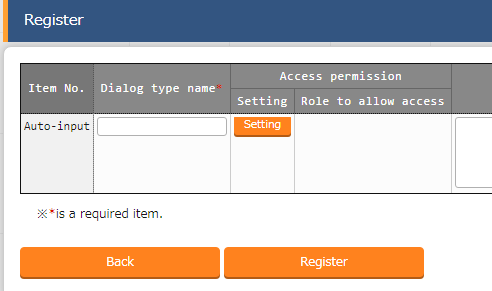 Register
Item No.
Dialog type name*
Access permission
Setting
Role to allow access
Auto-input
Setting
※*is a required item.
Back
Register